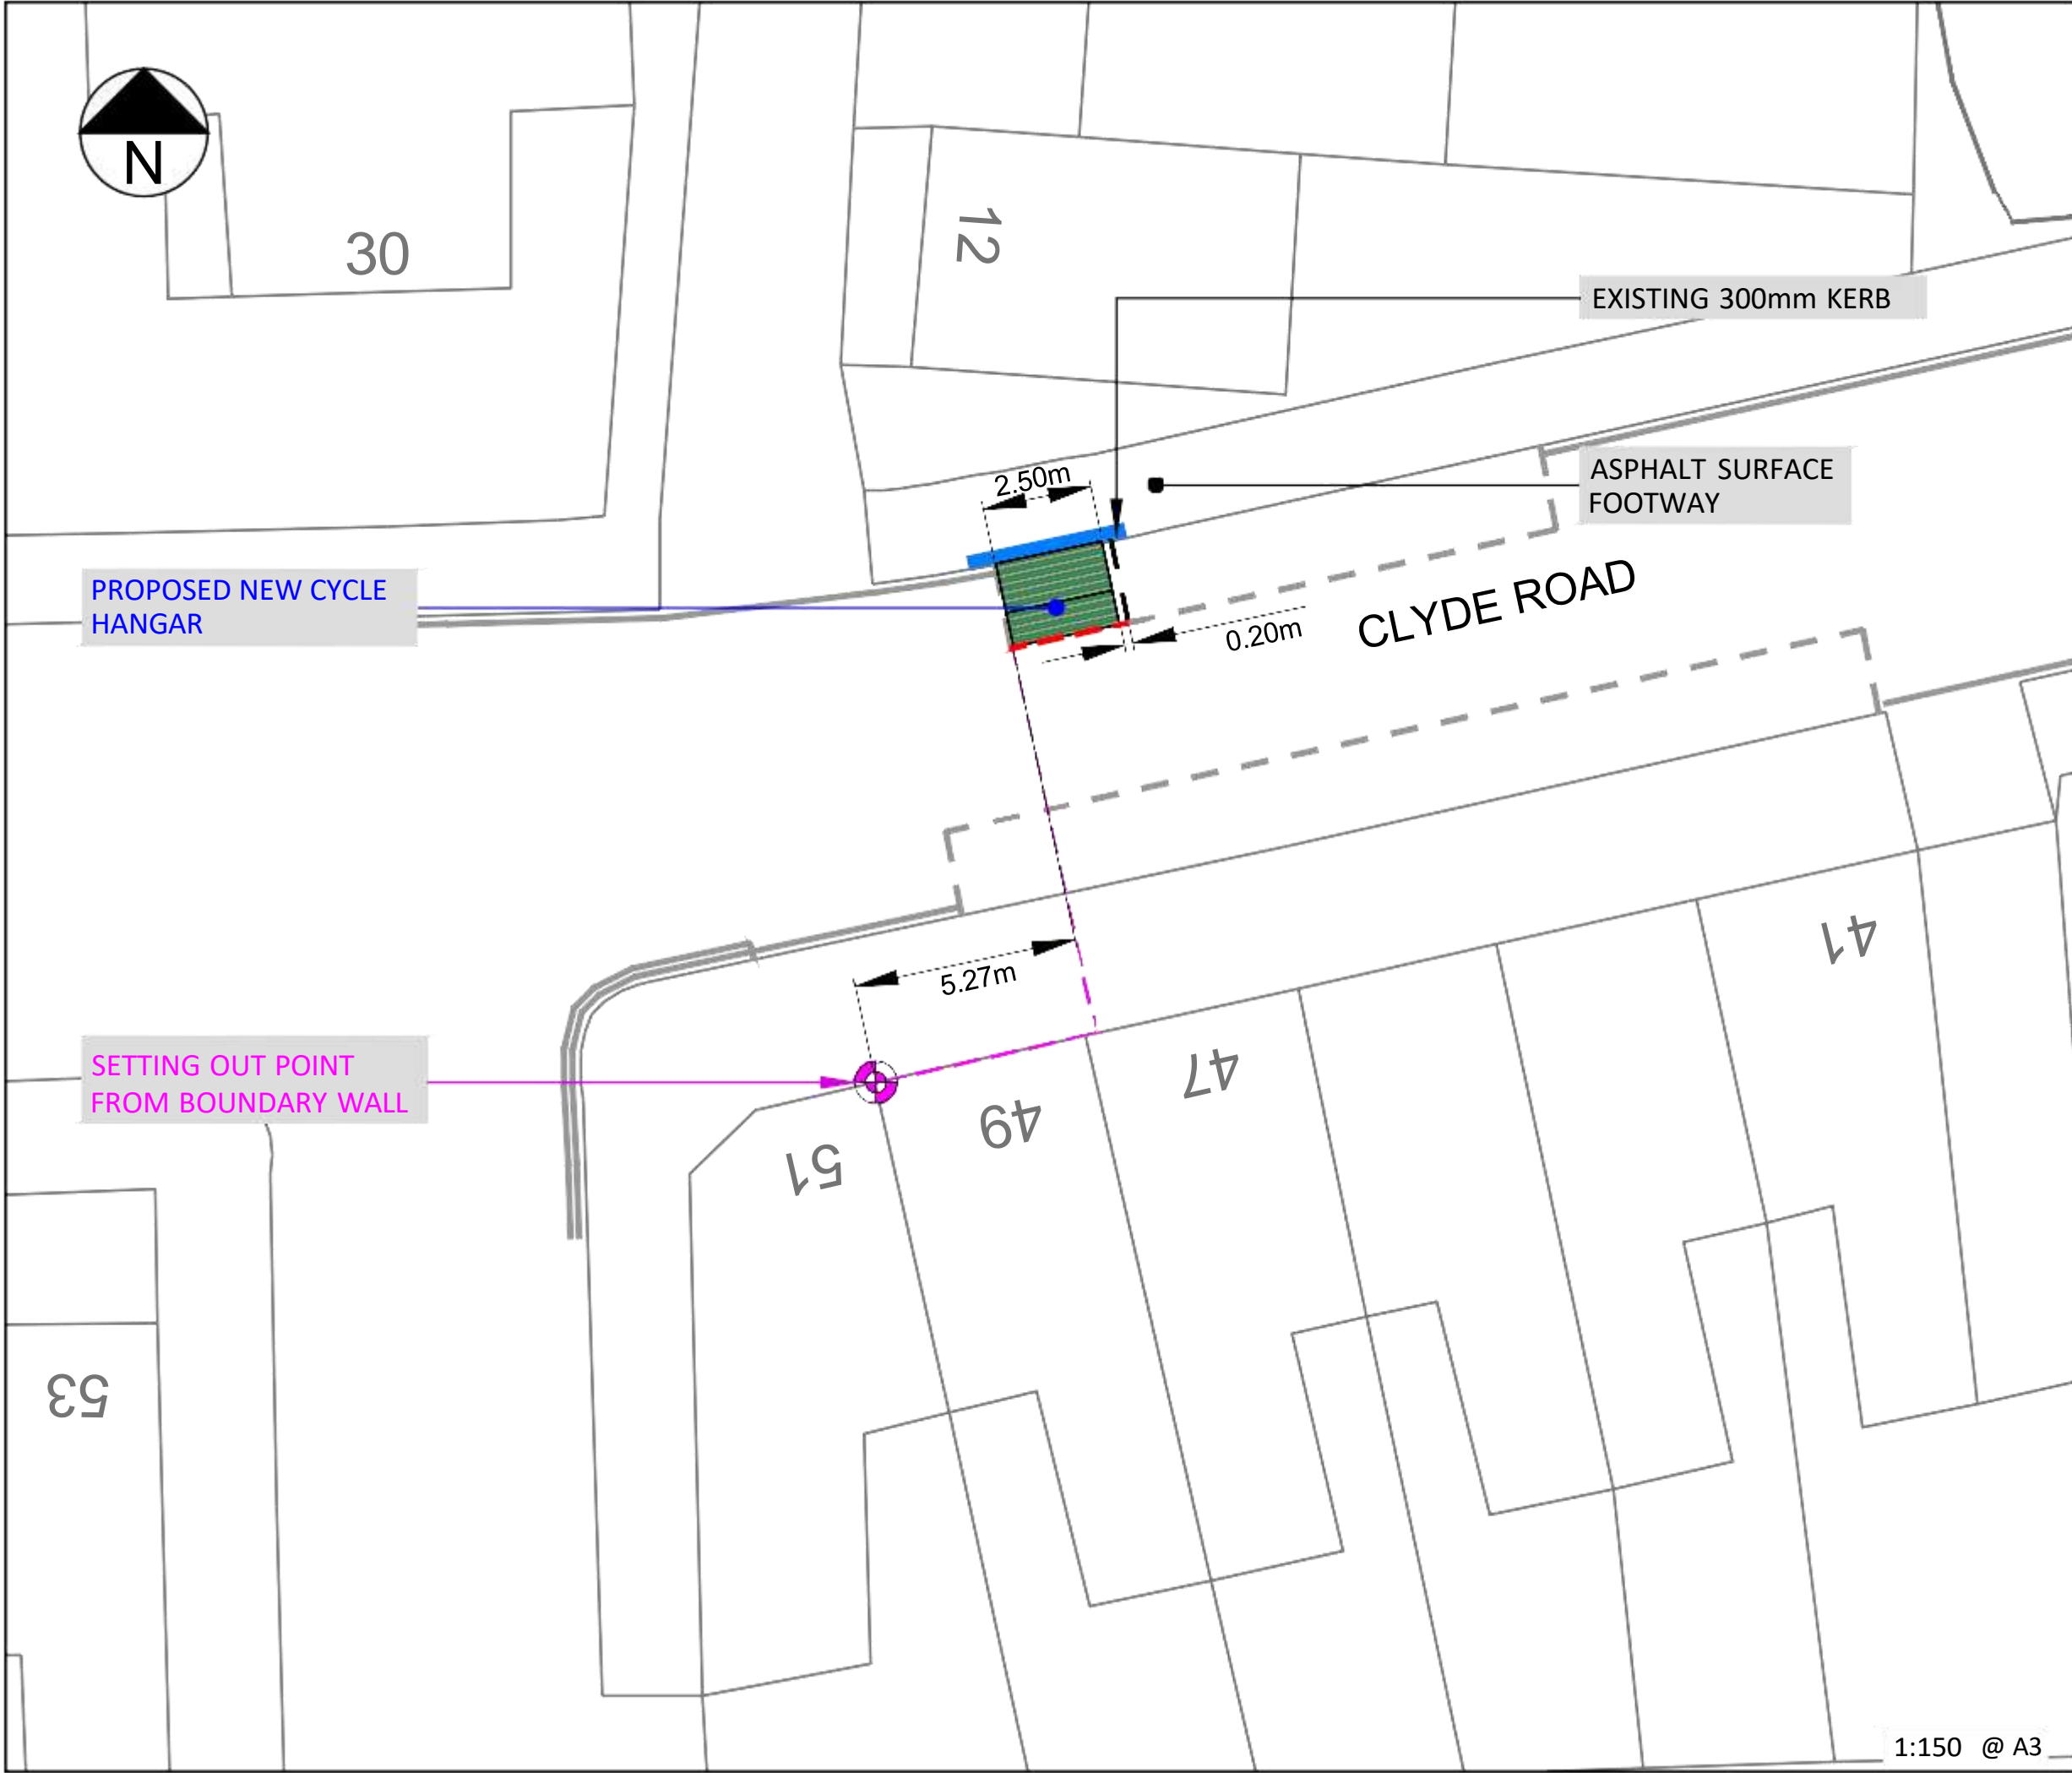 N
30
12
EXISTING 300mm KERB
2.50m
ASPHALT SURFACE
FOOTWAY
PROPOSED NEW CYCLE
HANGAR
CLYDE ROAD
0.20m
41
5.27m
SETTING OUT POINT
FROM BOUNDARY WALL
47
49
51
53
1:150 @ A3